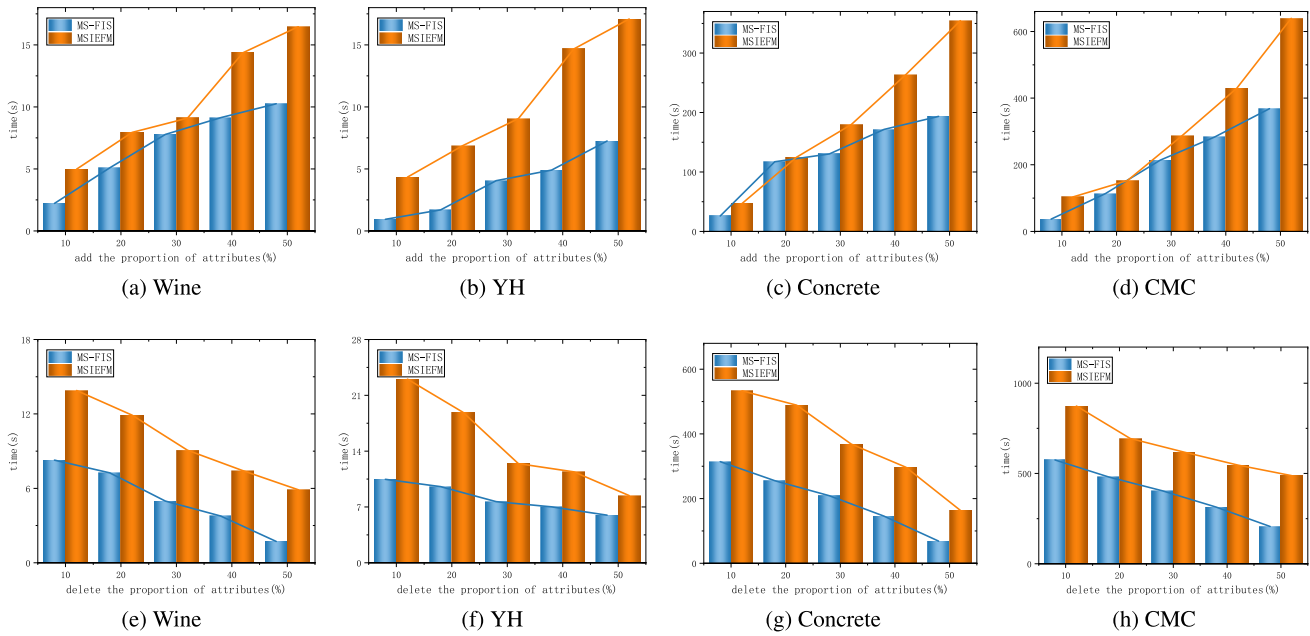 MS-FIS
MSIEFM
time(s)
15
10
5
0
10 20 30 40 50
add the proportion of attributes(%)
(a) Wine
MS-FIS
MSIEFM
time(s)
15
10
5
0
10 20 30 40 50
add the proportion of attributes(%)
(b) YH
MS-FIS
MSIEFM
time(s)
350
300
200
100
0
10 20 30 40 50
add the proportion of attributes(%)
(c) Concrete
MS-FIS
MSIEFM
time(s)
600
400
200
0
10 20 30 40 50
add the proportion of attributes(%)
(d) CMC
MS-FIS
MSIEFM
time(s)
18
12
6
0
10 20 30 40 50
delete the proportion of attributes(%)
(e) Wine
MS-FIS
MSIEFM
time(s)
28
21
14
7
0
10 20 30 40 50
delete the proportion of attributes(%)
(f) YH
MS-FIS
MSIEFM
time(s)
600
400
200
0
10 20 30 40 50
delete the proportion of attributes(%)
(g) Concrete
MS-FIS
MSIEFM
time(s)
1000
500
0
10 20 30 40 50
delete the proportion of attributes(%)
(h) CMC